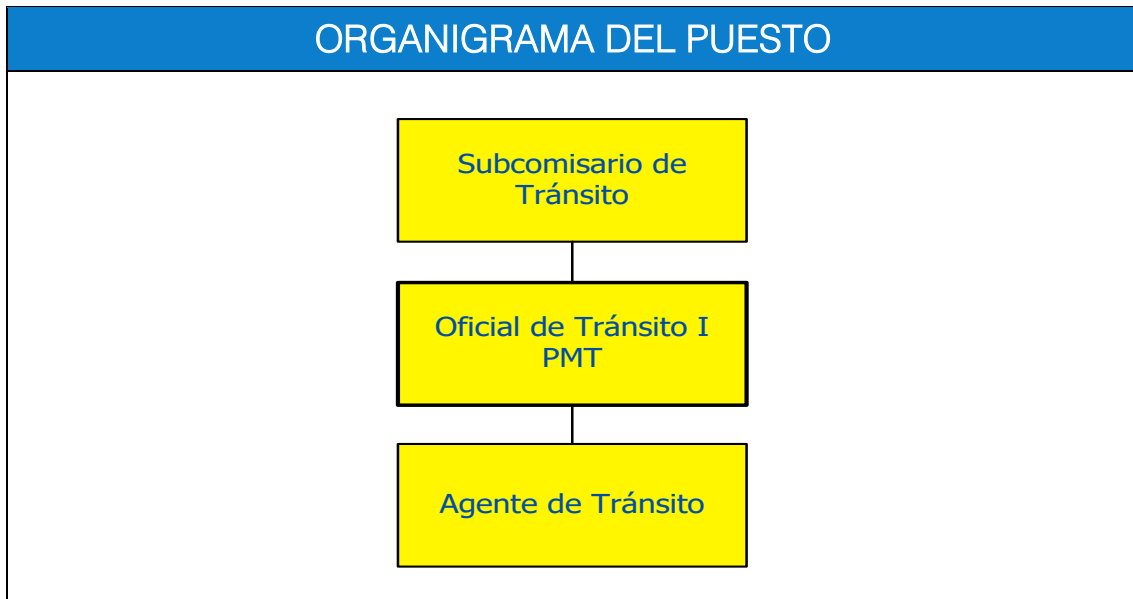 ORGANIGRAMA DEL PUESTO
Subcomisario de
Tránsito
Oficial de Tránsito I
PMT
Agente de Tránsito